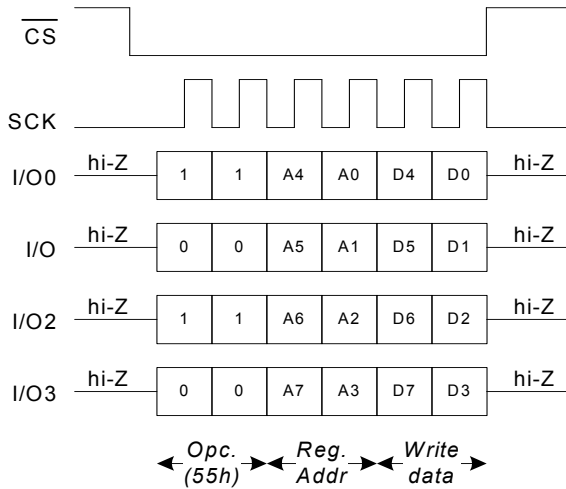 CS
SCK
hi-Z hi-Z
I/O0 1 1 A4 A0 D4 D0
hi-Z hi-Z
I/O 0 0 A5 A1 D5 D1
hi-Z hi-Z
I/O2 1 1 A6 A2 D6 D2
hi-Z hi-Z
I/O3 0 0 A7 A3 D7 D3
Opc. Reg. Write
(55h) Addr data